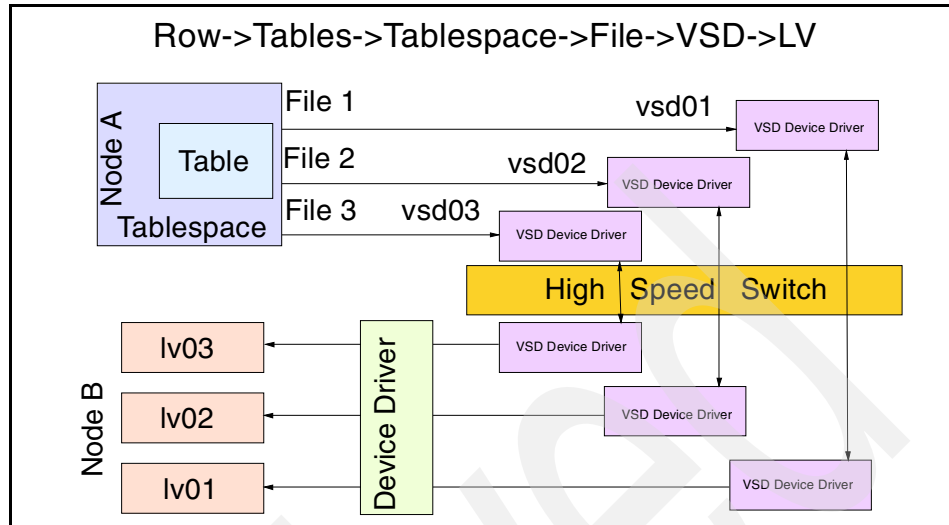 Row->Tables->Tablespace->File->VSD->LV
Node A
Table
Tablespace
File 1
vsd01
VSD Device Driver
File 2
vsd02
VSD Device Driver
File 3
vsd03
VSD Device Driver
High Speed Switch
Node B
lv03
Device Driver
VSD Device Driver
lv02
VSD Device Driver
lv01
VSD Device Driver